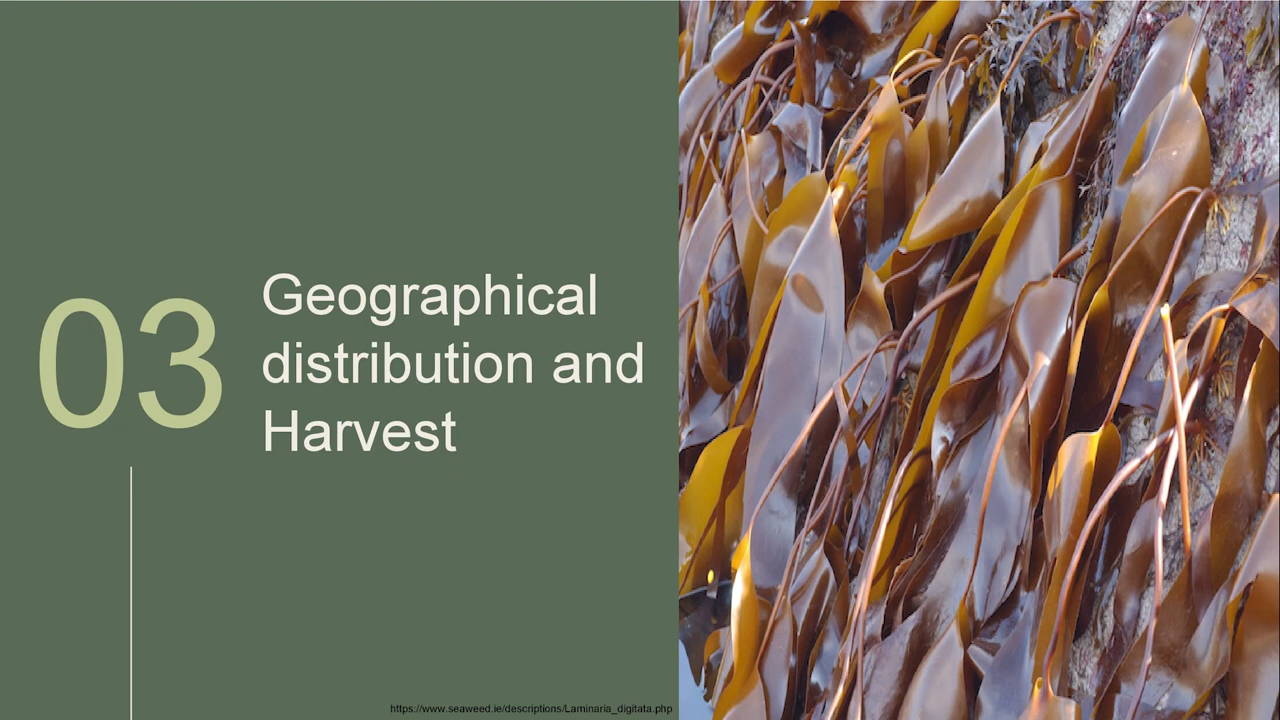 03
Geographical
distribution and
Harvest
https://www.seaweed.ie/descriptions/Laminaria_digitata.php